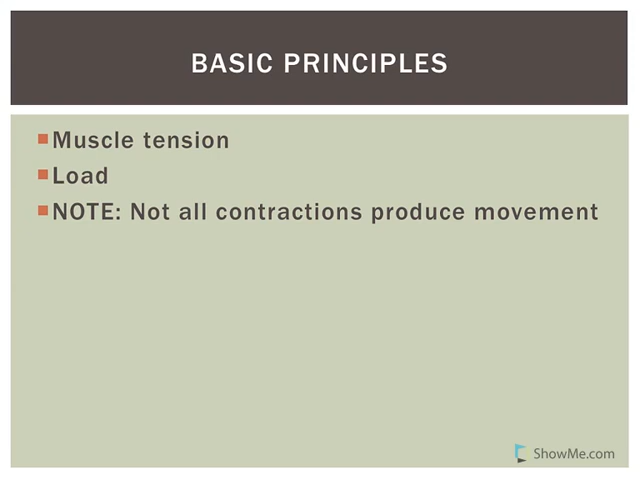 BASIC PRINCIPLES
Muscle tension
Load
NOTE: Not all contractions produce movement
ShowMe.com